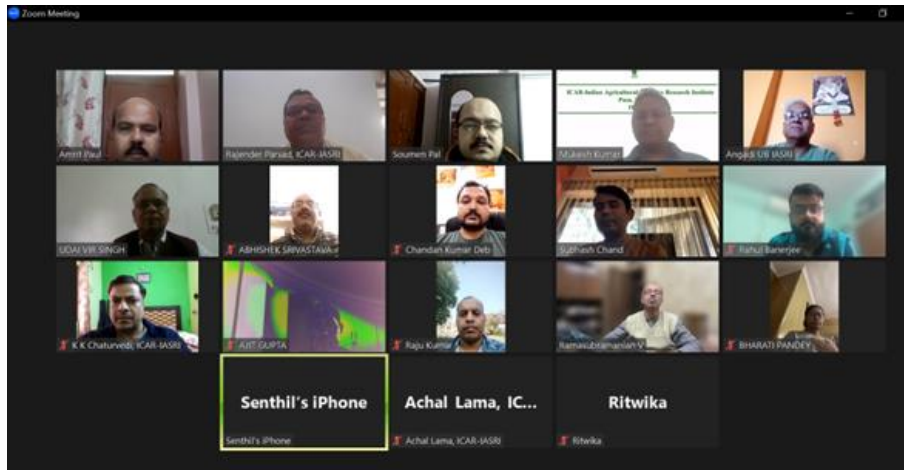 Zoom Meeting
ICAR-Indian Agricultural Research Institute
Pusa,
Amrit Paul
Rajender Parsad, ICAR-IASRI
Soumen Pal
Mukesh Kumar
Angadi UB IASRI
UDAI VIR SINGH
ABHISHEK SRIVASTAVA
Chandan Kumar Deb
Subhash Chand
Rahul Banerjee
K K Chaturvedi, ICAR-IASRI
AJIT GUPTA
Raju Kumar
Ramasubramanian V
BHARATI PANDEY
Senthil's iPhone
Achal Lama, IC...
Ritwika
Senthil's iPhone
Achal Lama, ICAR-IASRI
Ritwika